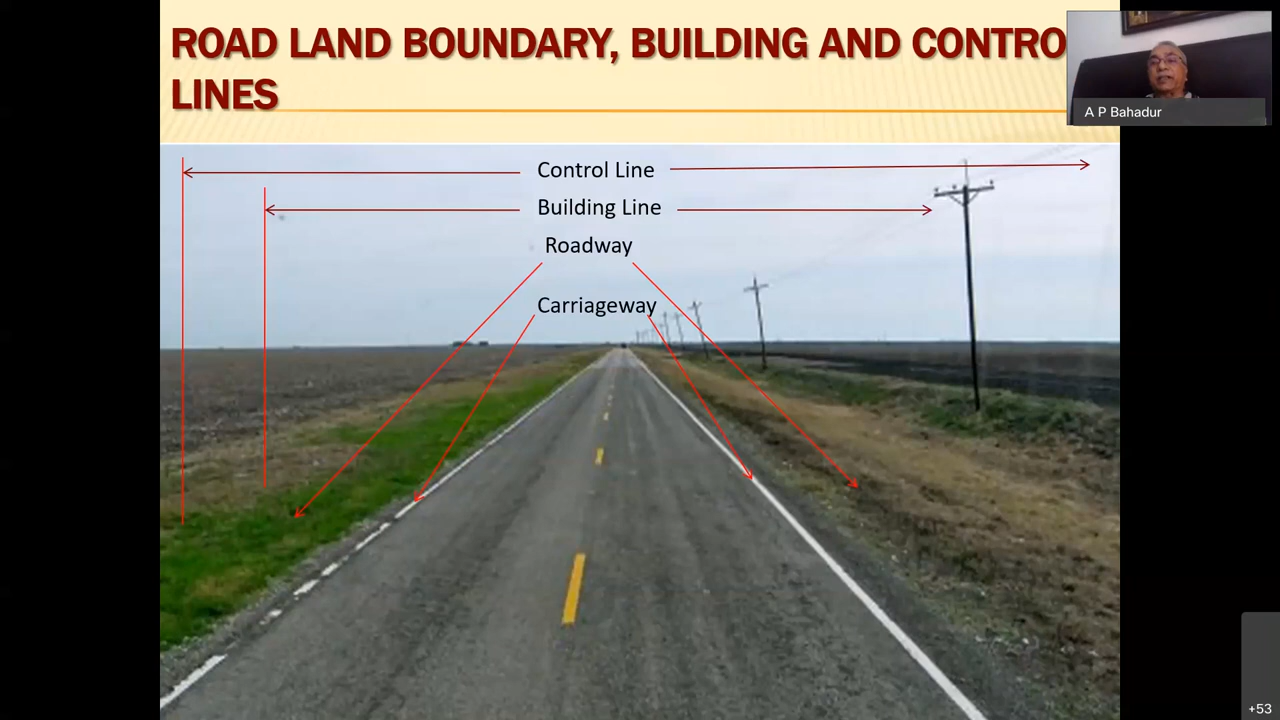 ROAD LAND BOUNDARY, BUILDING AND CONTRO
LINES
A P Bahadur
Control Line
Building Line
Roadway
Carriageway
+53